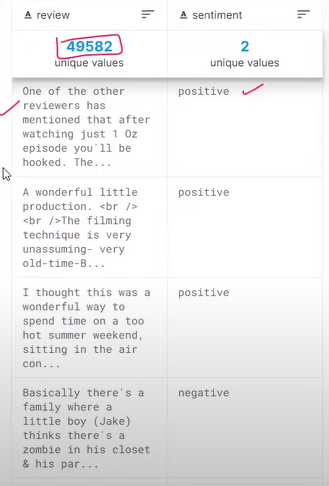 A review
A sentiment
49582
unique values
2
unique values
One of the other
reviewers has
mentioned that after
watching just 1 Oz
episode you'll be
hooked. The...
positive
A wonderful little
production. <br />
<br />The filming
technique is very
unassuming- very
old-time-B...
positive
I thought this was a
wonderful way to
spend time on a too
hot summer weekend,
sitting in the air
con...
positive
Basically there's a
family where a
little boy (Jake)
thinks there's a
zombie in his closet
& his par...
negative